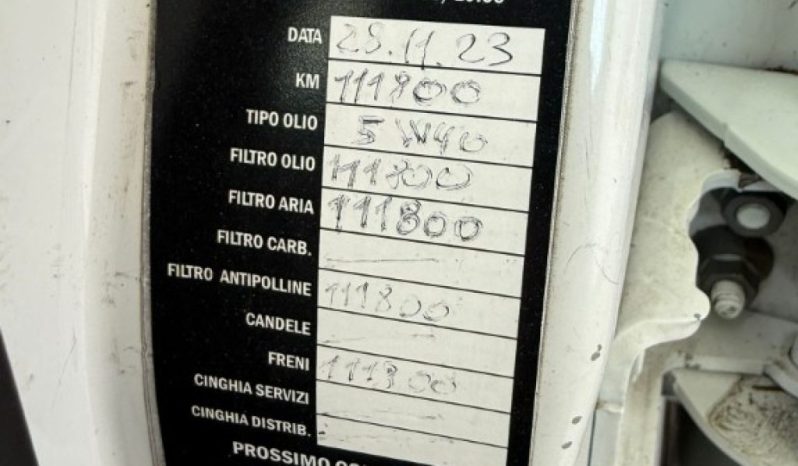 DATA 28.11.23
KM 111800
TIPO OLIO 5W40
FILTRO OLIO 111800
FILTRO ARIA 111800
FILTRO CARB.
FILTRO ANTIPOLLINE 111800
CANDELE
FRENI 111800
CINGHIA SERVIZI
CINGHIA DISTRIB.
PROSSIMO